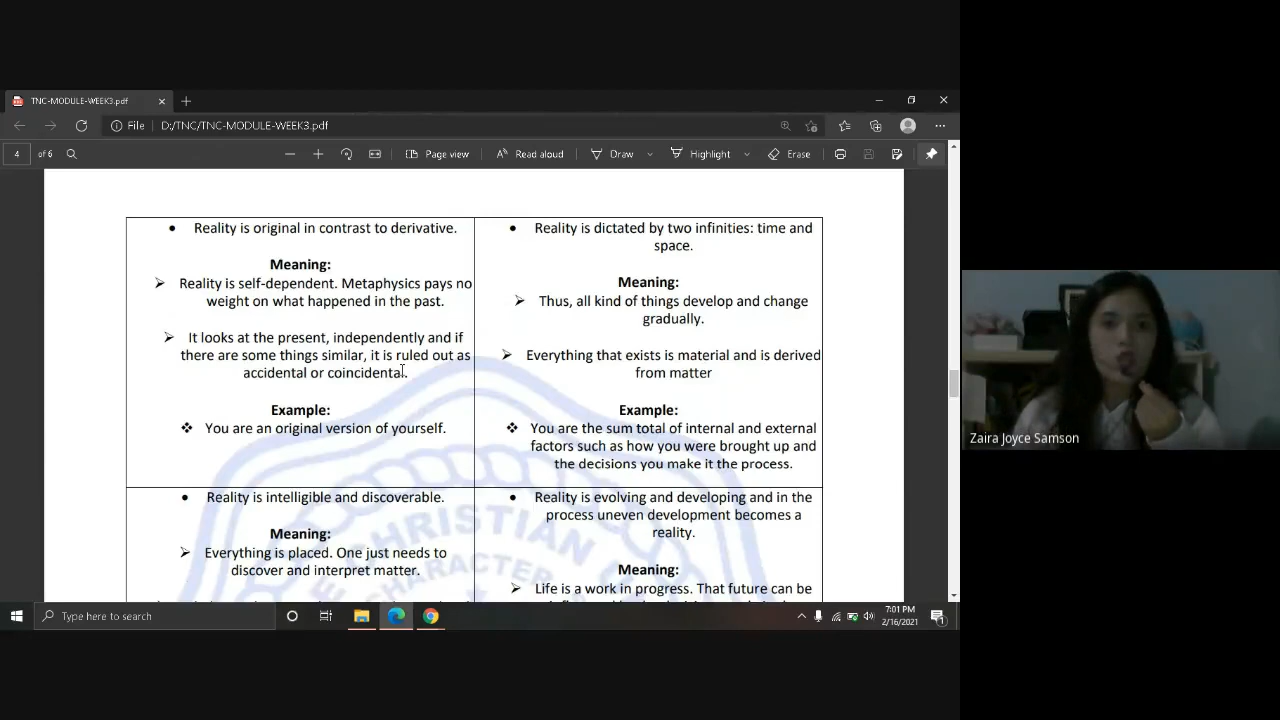 TNC-MODULE-WEEK3.pdf
File D:/TNC/TNC-MODULE-WEEK3.pdf
4 of 6 Page view Read aloud Draw Highlight Erase
Reality is original in contrast to derivative.
Meaning:
Reality is self-dependent. Metaphysics pays no
weight on what happened in the past.
It looks at the present, independently and if
there are some things similar, it is ruled out as
accidental or coincidental.
Example:
You are an original version of yourself.
Reality is dictated by two infinities: time and
space.
Meaning:
Thus, all kind of things develop and change
gradually.
Everything that exists is material and is derived
from matter
Example:
You are the sum total of internal and external
factors such as how you were brought up and
the decisions you make it the process.
Reality is intelligible and discoverable.
Meaning:
Everything is placed. One just needs to
discover and interpret matter.
Reality is evolving and developing and in the
process uneven development becomes a
reality.
Meaning:
Life is a work in progress. That future can be
CHRISTIAN
CHARACTER
Zaira Joyce Samson
Type here to search
7:01 PM
2/16/2021
1